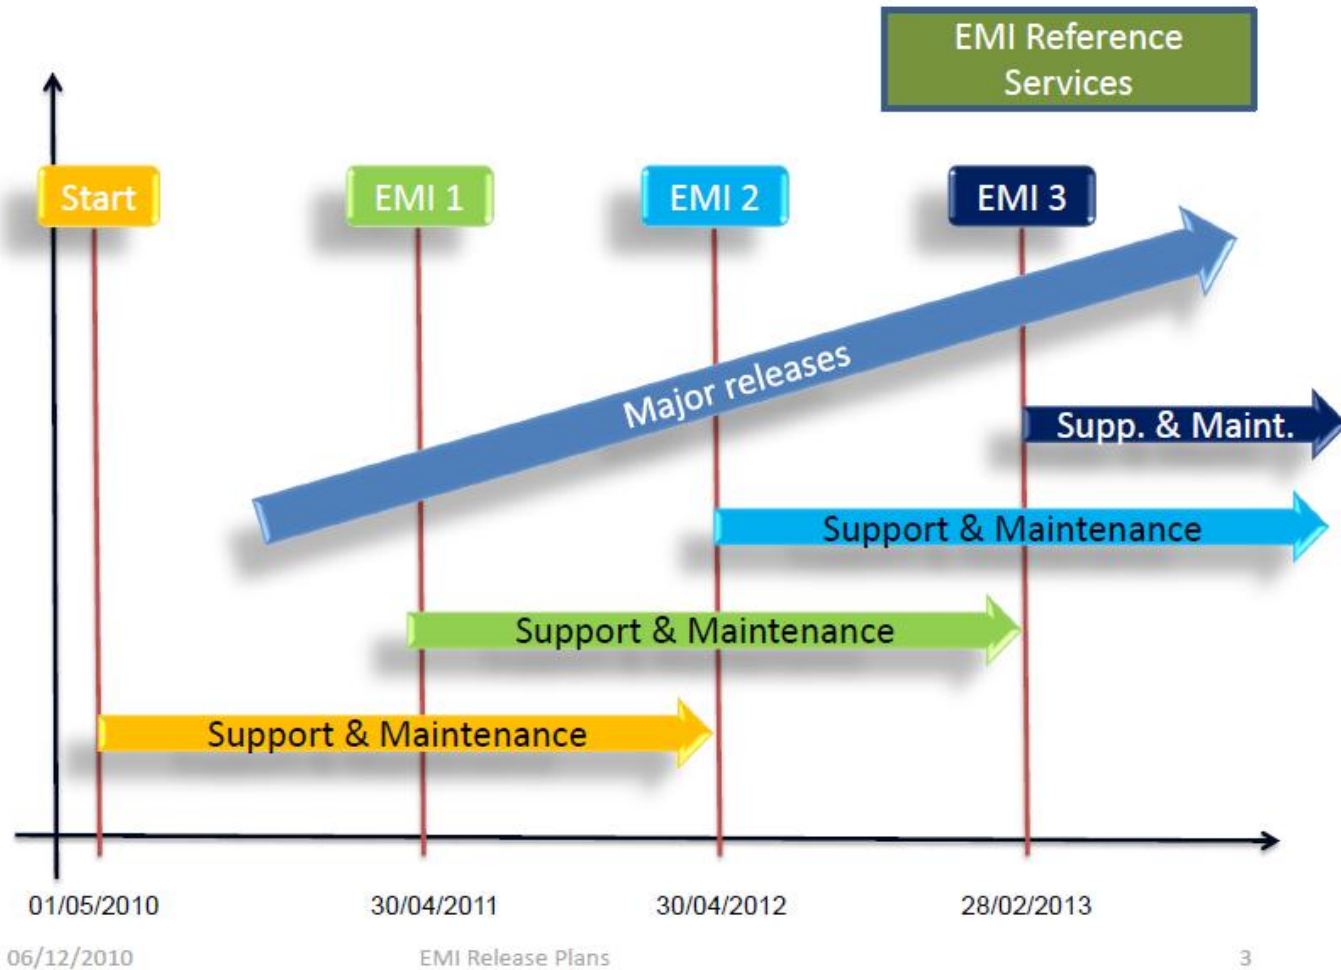 EMI Reference
Services
Start
EMI 1
EMI 2
EMI 3
Major releases
Supp. & Maint.
Support & Maintenance
Support & Maintenance
Support & Maintenance
01/05/2010
30/04/2011
30/04/2012
28/02/2013
06/12/2010
EMI Release Plans
3